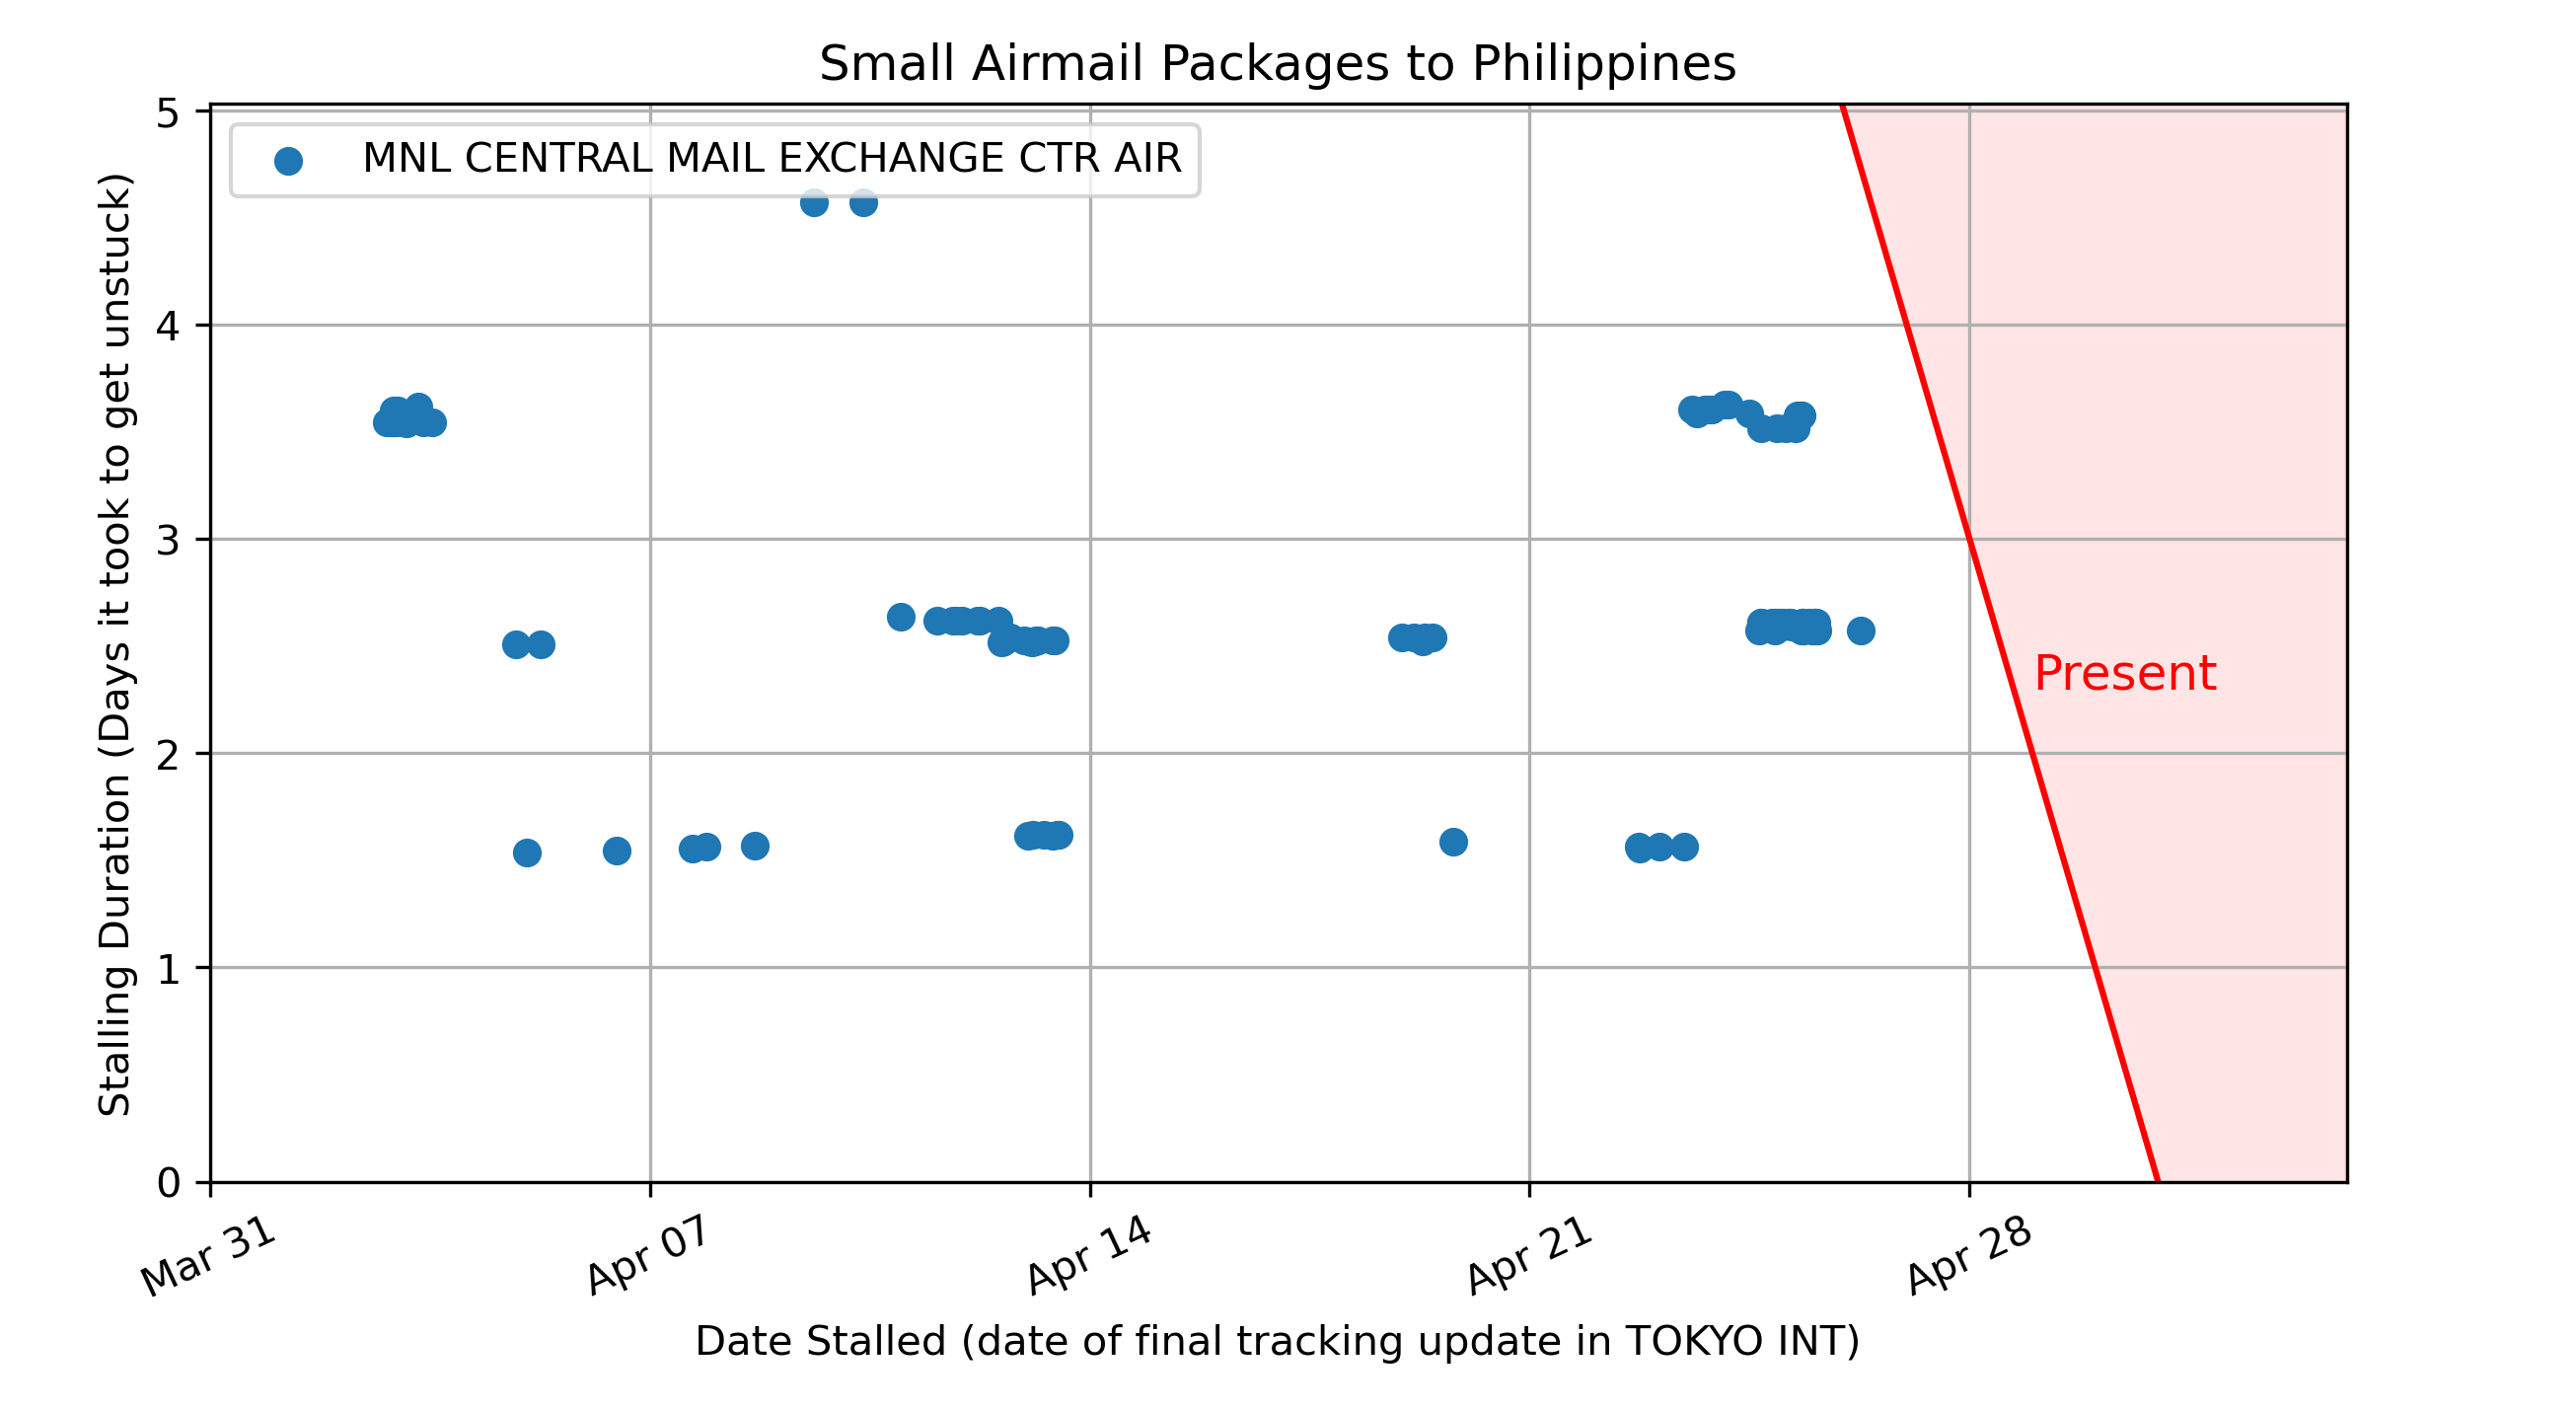 Small Airmail Packages to Philippines
MNL CENTRAL MAIL EXCHANGE CTR AIR
Stalling Duration (Days it took to get unstuck)
5
4
3
2
1
0
Present
Mar 31
Apr 07
Apr 14
Apr 21
Apr 28
Date Stalled (date of final tracking update in TOKYO INT)